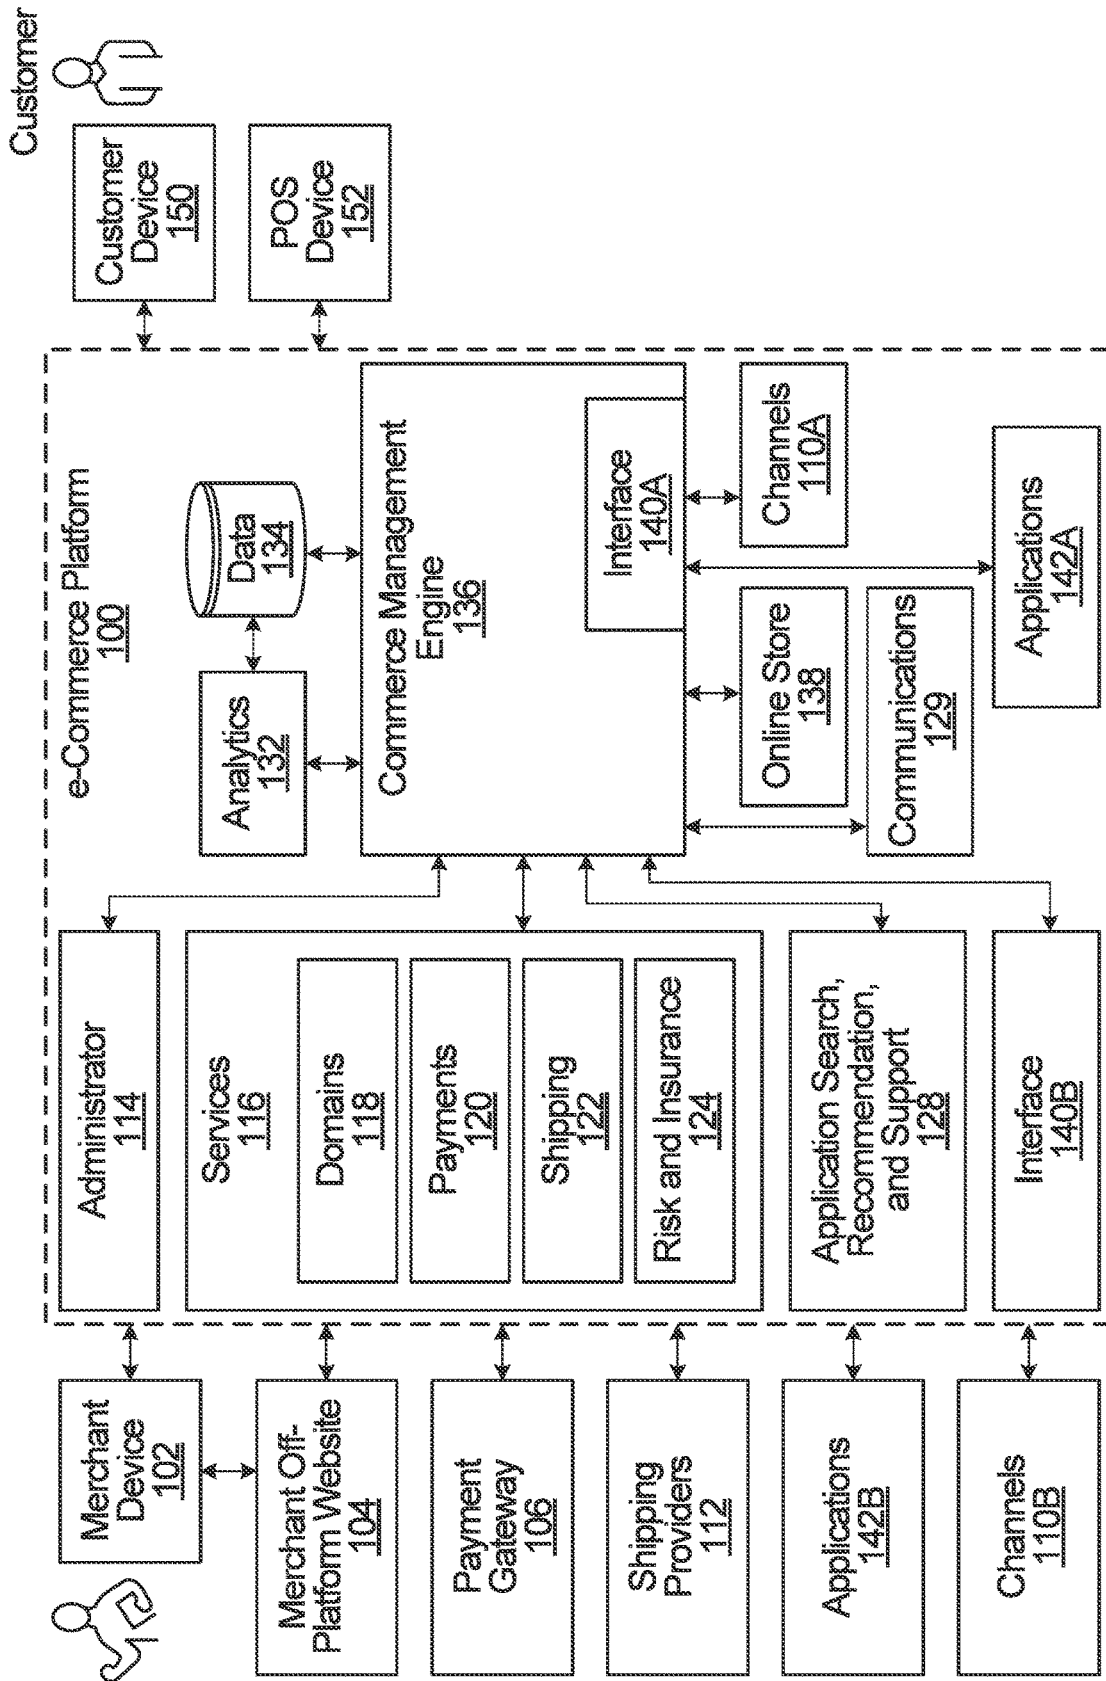 Customer
Customer
Device
150
POS
Device
152
e-Commerce Platform
100
Administrator
114
Services
116
Domains
118
Payments
120
Shipping
122
Risk and Insurance
124
Application Search,
Recommendation,
and Support
128
Interface
140B
Analytics
132
Data
134
Commerce Management
Engine
136
Interface
140A
Online Store
138
Channels
110A
Communications
129
Applications
142A
Merchant
Device
102
Merchant Off-
Platform Website
104
Payment
Gateway
106
Shipping
Providers
112
Applications
142B
Channels
110B